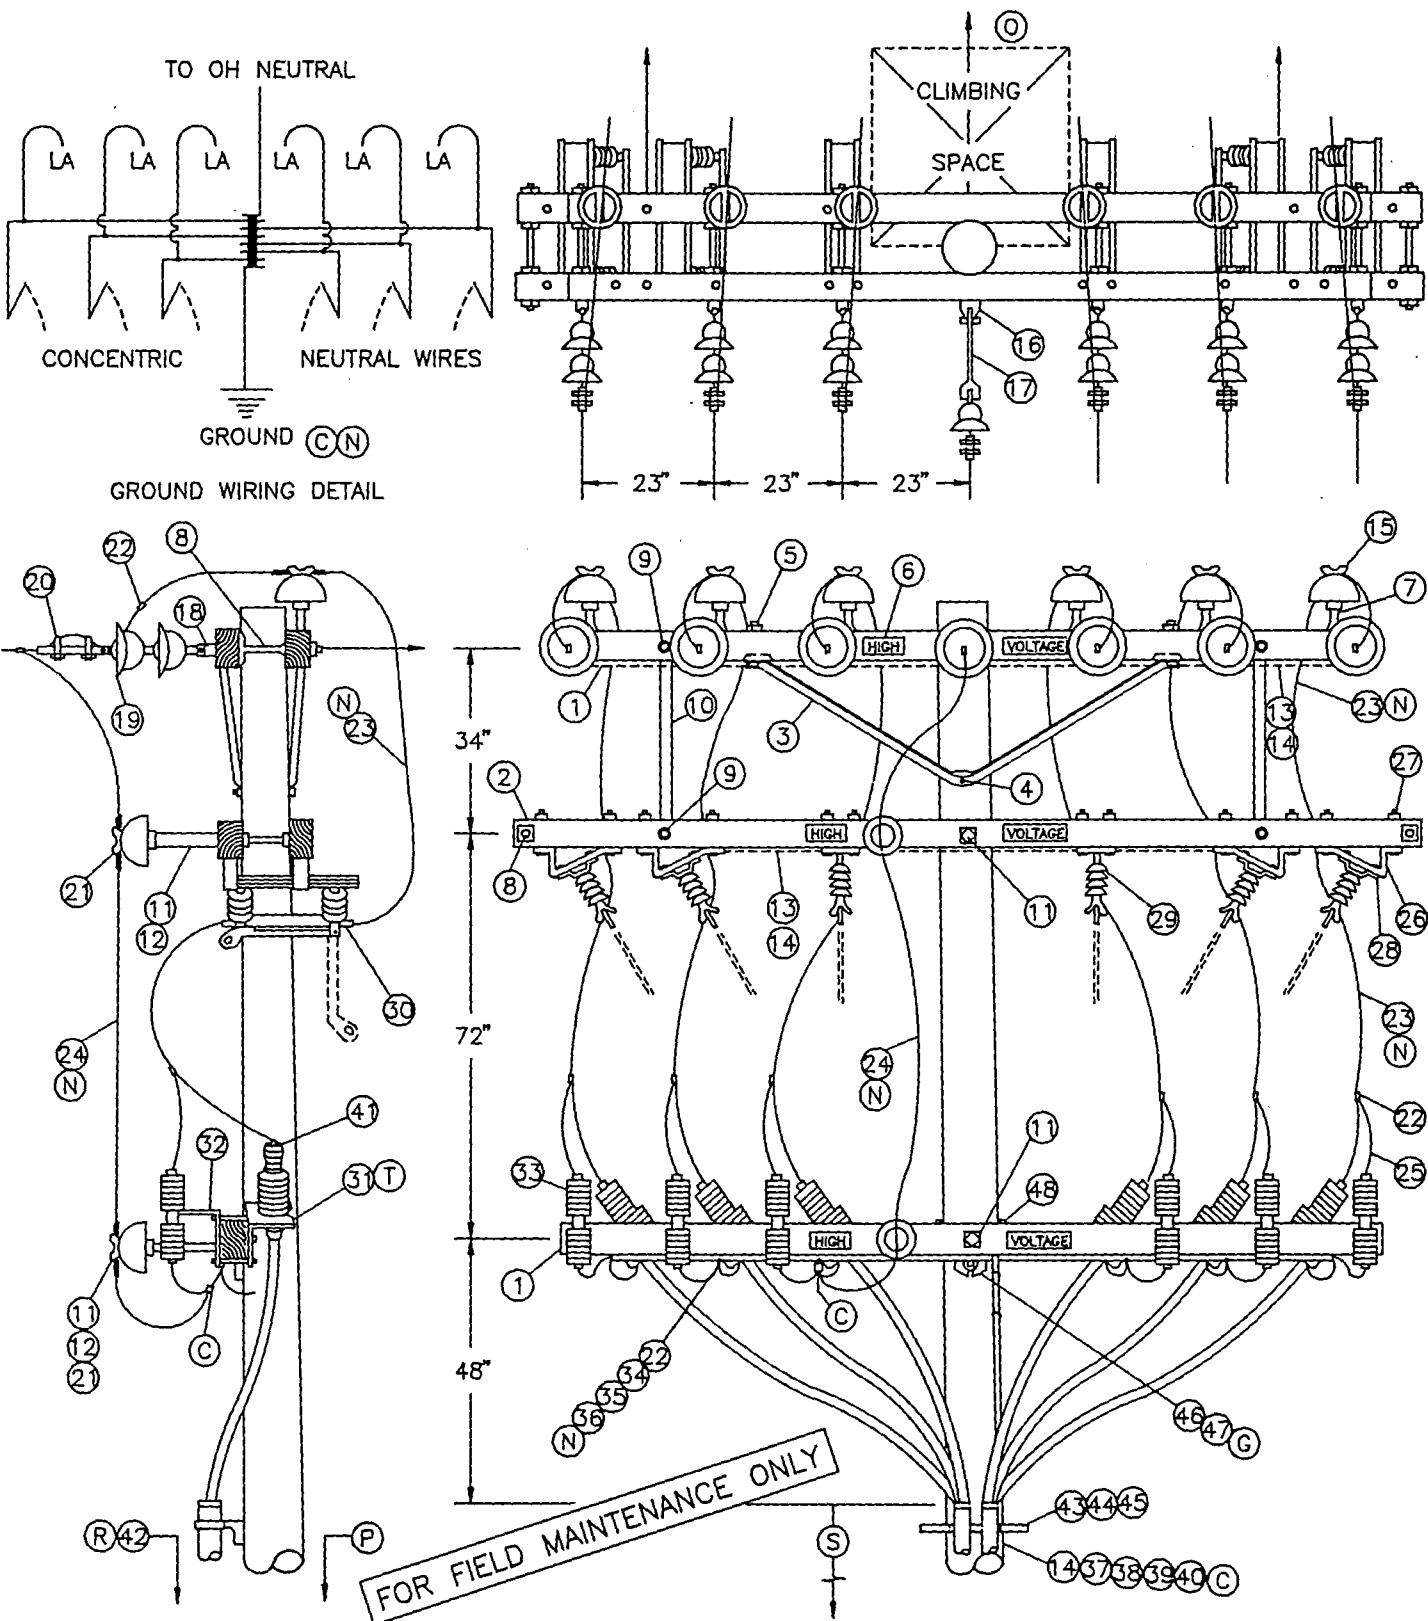 TO OH NEUTRAL
LA LA LA LA LA LA
CONCENTRIC NEUTRAL WIRES
GROUND C N
GROUND WIRING DETAIL
O
CLIMBING
SPACE
16
17
23" 23" 23"
8
22
20
18
19
N
23
21
11
12
30
24
N
41
32
31 T
11
12
21
C
R 42
P
34"
72"
48"
5
9
6
15
7
HIGH VOLTAGE
1
10
3
13
14
23 N
2
9
4
27
HIGH VOLTAGE
8
13
14
11
29
26
28
24
N
23
N
11
22
25
33
48
HIGH VOLTAGE
1
C
22
34
35
36
N
46
47
G
FOR FIELD MAINTENANCE ONLY
S
43 44 45
14 37 38 39 40 C